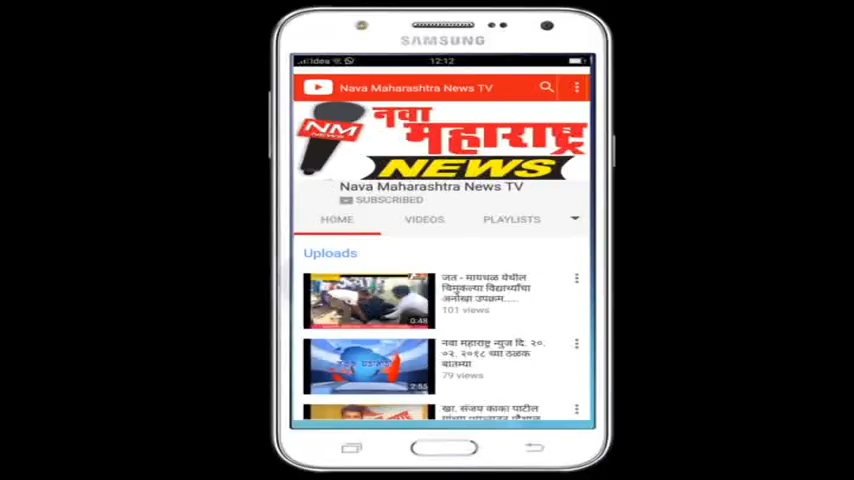 SAMSUNG
Idea 12:12
Nava Maharashtra News TV
NM
NEWS
नवा
महाराष्ट्र
NEWS
Nava Maharashtra News TV
SUBSCRIBED
HOME VIDEOS PLAYLISTS
Uploads
जत - मायथळ येथील
चिमुकल्या विद्यार्थ्यांचा
अनोखा उपक्रम.....
101 views
0:48
नवा महाराष्ट्र न्युज दि. २०.
०२. २०१८ च्या ठळक
बातम्या
79 views
2:55
खा. संजय काका पाटील